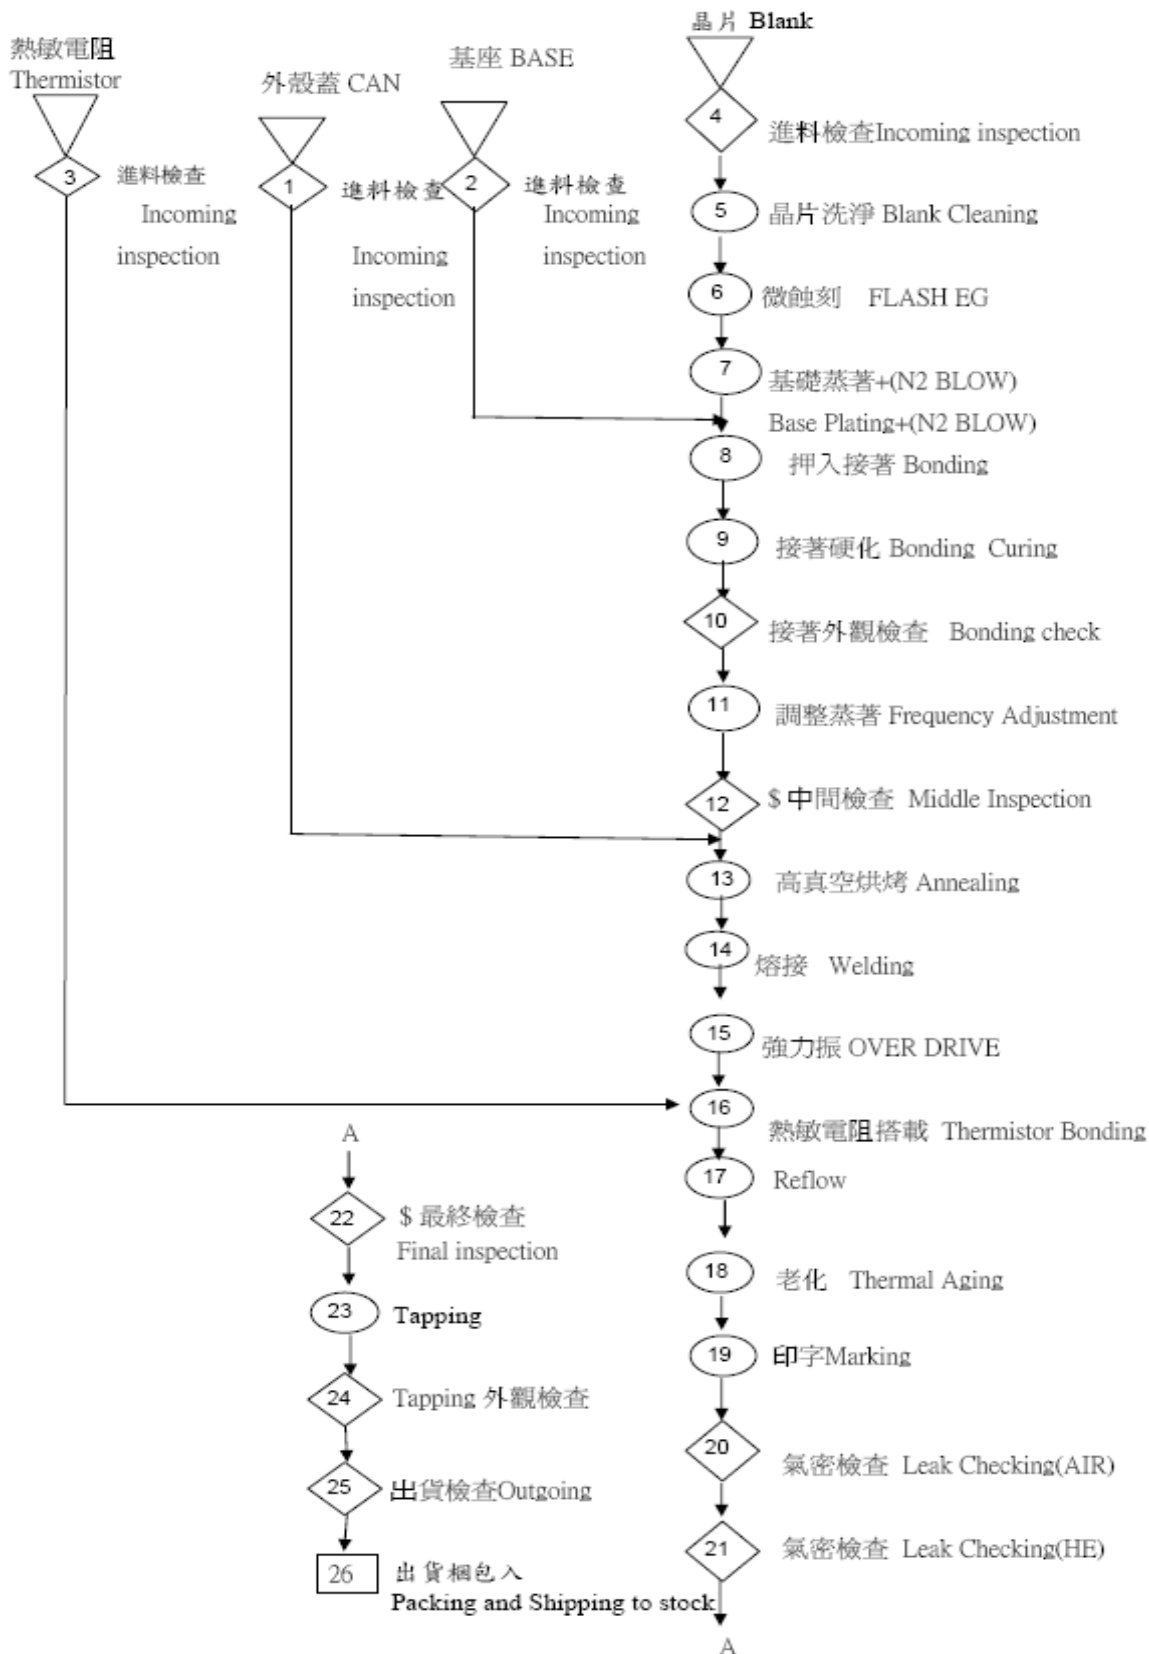 熱敏電阻
Thermistor
3
進料檢查
Incoming
inspection
外殼蓋 CAN
1
進料檢查
Incoming
inspection
基座 BASE
2
進料檢查
Incoming
inspection
晶片 Blank
4
進料檢查Incoming inspection
5
晶片洗淨 Blank Cleaning
6
微蝕刻 FLASH EG
7
基礎蒸著+(N2 BLOW)
Base Plating+(N2 BLOW)
8
押入接著 Bonding
9
接著硬化 Bonding Curing
10
接著外觀檢查 Bonding check
11
調整蒸著 Frequency Adjustment
12
$ 中間檢查 Middle Inspection
13
高真空烘烤 Annealing
14
熔接 Welding
15
強力振 OVER DRIVE
16
熱敏電阻搭載 Thermistor Bonding
17
Reflow
18
老化 Thermal Aging
19
印字Marking
20
氣密檢查 Leak Checking(AIR)
21
氣密檢查 Leak Checking(HE)
A
A
22
$ 最終檢查
Final inspection
23
Tapping
24
Tapping 外觀檢查
25
出貨檢查Outgoing
26
出貨梱包入
Packing and Shipping to stock